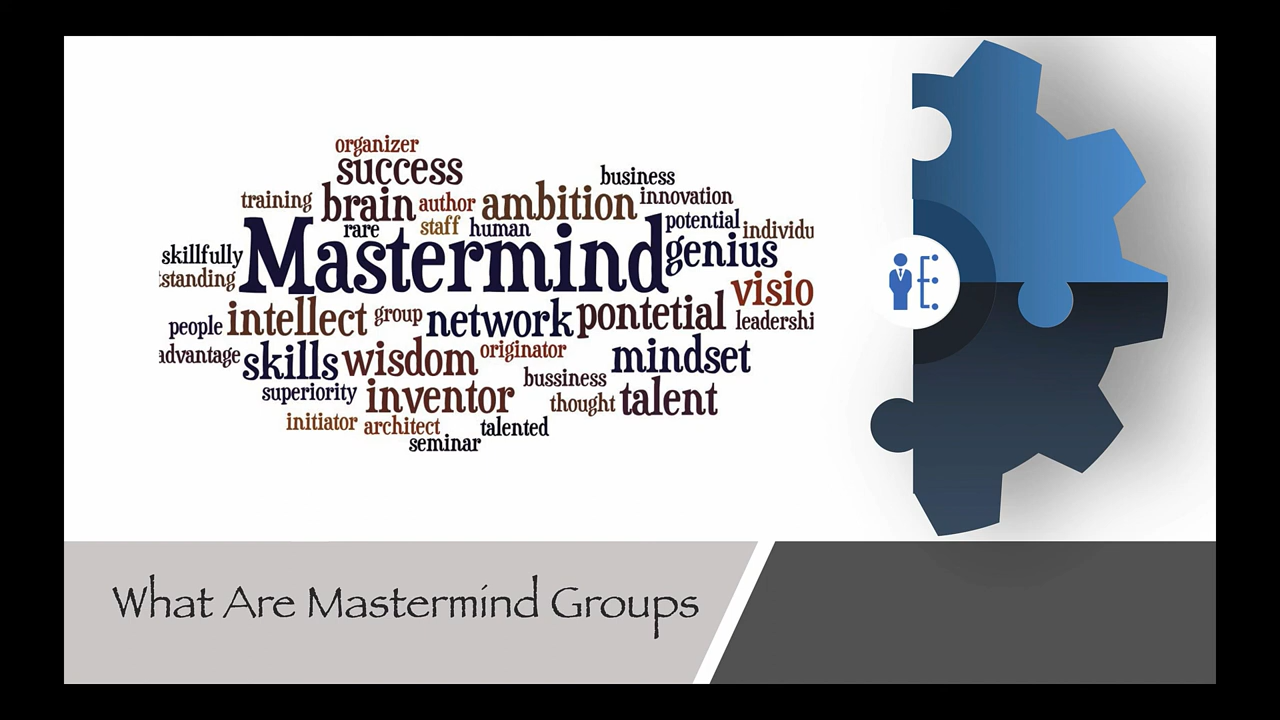 organizer
success
business
training brain author ambition innovation
rare staff human potential individu
skillfully Mastermind genius
standing visio
people intellect group network pontetial leadershi
advantage skills wisdom originator mindset
superiority inventor bussiness thought talent
initiator architect talented
seminar
What Are Mastermind Groups